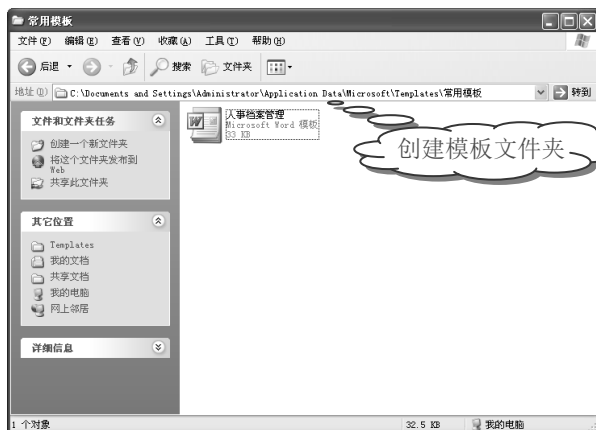 常用模板
文件(F) 编辑(E) 查看(V) 收藏(A) 工具(T) 帮助(H)
后退 搜索 文件夹
地址(D) C:\Documents and Settings\Administrator\Application Data\Microsoft\Templates\常用模板 转到
文件和文件夹任务
创建一个新文件夹
将这个文件夹发布到
Web
共享此文件夹
其它位置
Templates
我的文档
共享文档
我的电脑
网上邻居
详细信息
人事档案管理
Microsoft Word 模板
33 KB
创建模板文件夹
1 个对象 32.5 KB 我的电脑